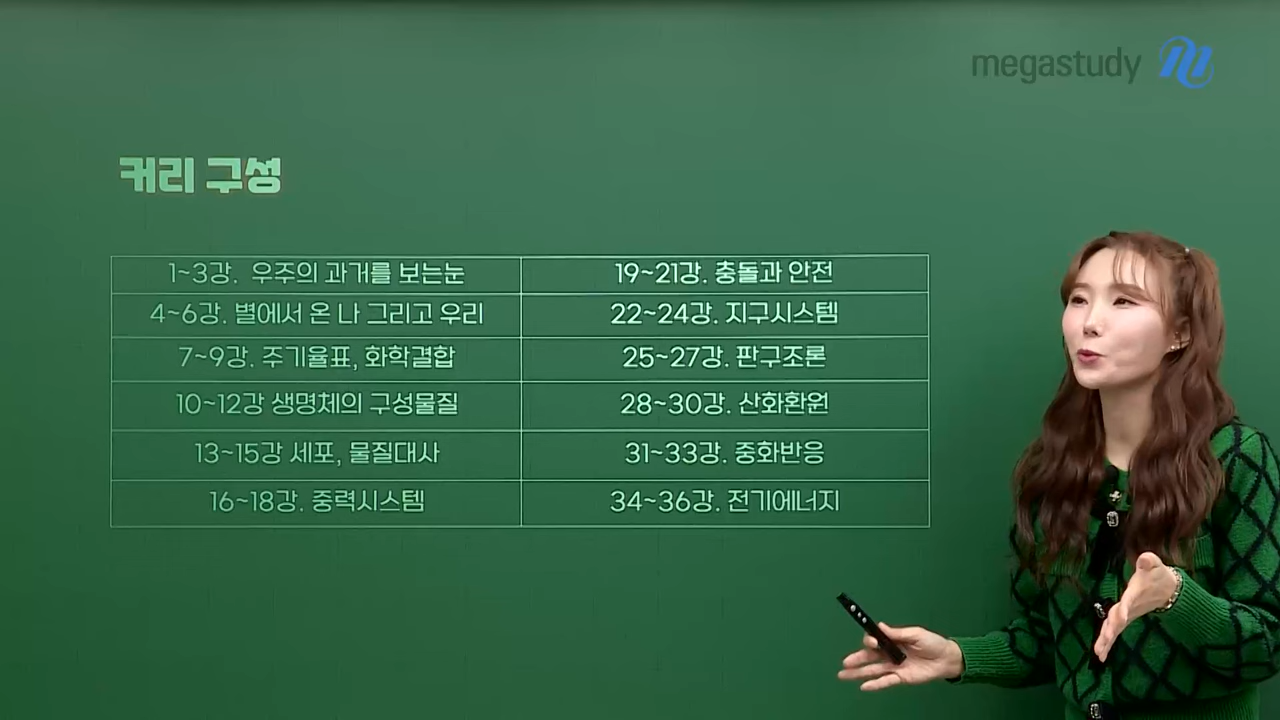 megastudy
커리 구성
1~3강. 우주의 과거를 보는눈
19~21강. 충돌과 안전
4~6강. 별에서 온 나 그리고 우리
22~24강. 지구시스템
7~9강. 주기율표, 화학결합
25~27강. 판구조론
10~12강 생명체의 구성물질
28~30강. 산화환원
13~15강 세포, 물질대사
31~33강. 중화반응
16~18강. 중력시스템
34~36강. 전기에너지